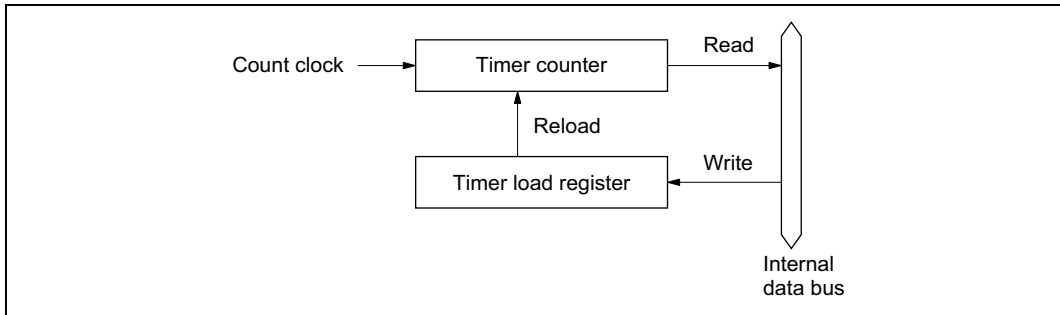 Read
Count clock
Timer counter
Reload
Write
Timer load register
Internal
data bus